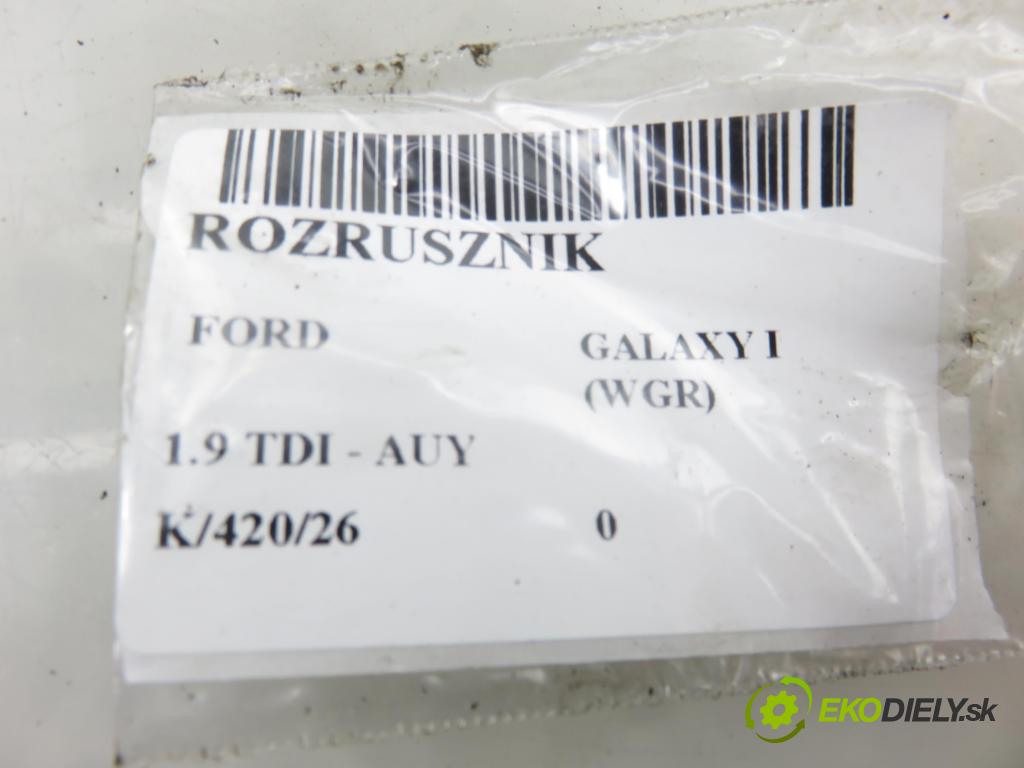 ROZRUSZNIK
FORD GALAXY I
(WGR)
1.9 TDI - AUY
K/420/26 0
EKODIELY.sk